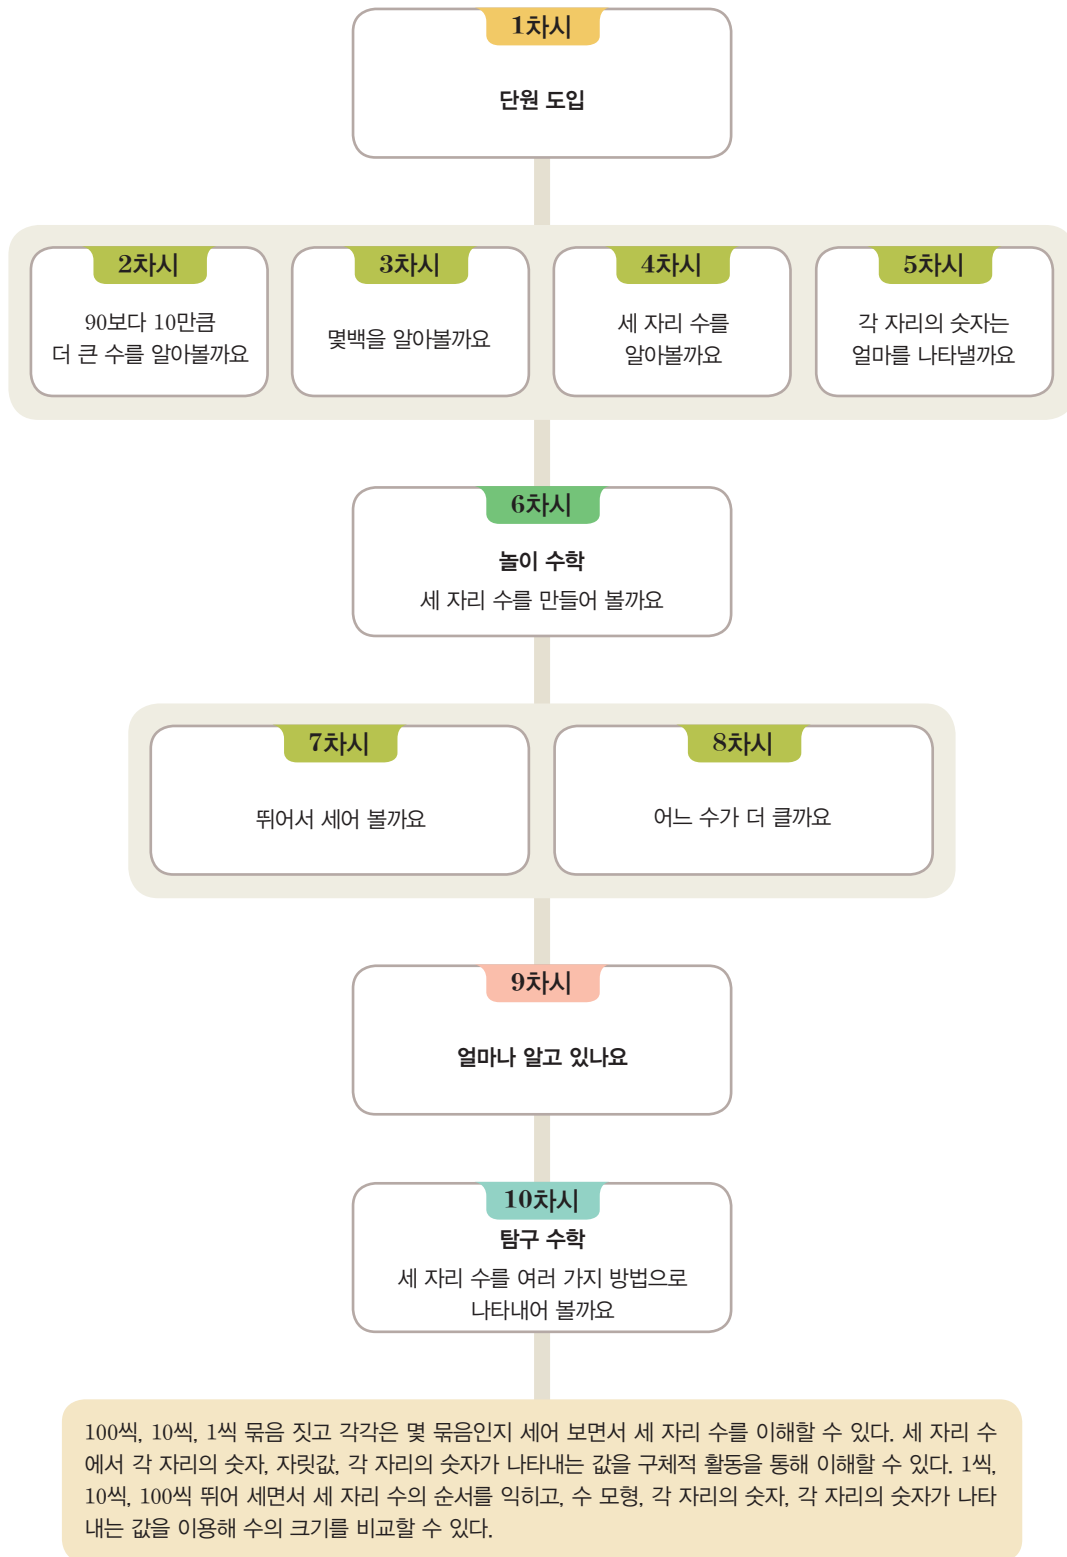 1차시
단원 도입
2차시
90보다 10만큼
더 큰 수를 알아볼까요
3차시
몇백을 알아볼까요
4차시
세 자리 수를
알아볼까요
5차시
각 자리의 숫자는
얼마를 나타낼까요
6차시
놀이 수학
세 자리 수를 만들어 볼까요
7차시
뛰어서 세어 볼까요
8차시
어느 수가 더 클까요
9차시
얼마나 알고 있나요
10차시
탐구 수학
세 자리 수를 여러 가지 방법으로
나타내어 볼까요
100씩, 10씩, 1씩 묶음 짓고 각각은 몇 묶음인지 세어 보면서 세 자리 수를 이해할 수 있다. 세 자리 수
에서 각 자리의 숫자, 자릿값, 각 자리의 숫자가 나타내는 값을 구체적 활동을 통해 이해할 수 있다. 1씩,
10씩, 100씩 뛰어 세면서 세 자리 수의 순서를 익히고, 수 모형, 각 자리의 숫자, 각 자리의 숫자가 나타
내는 값을 이용해 수의 크기를 비교할 수 있다.